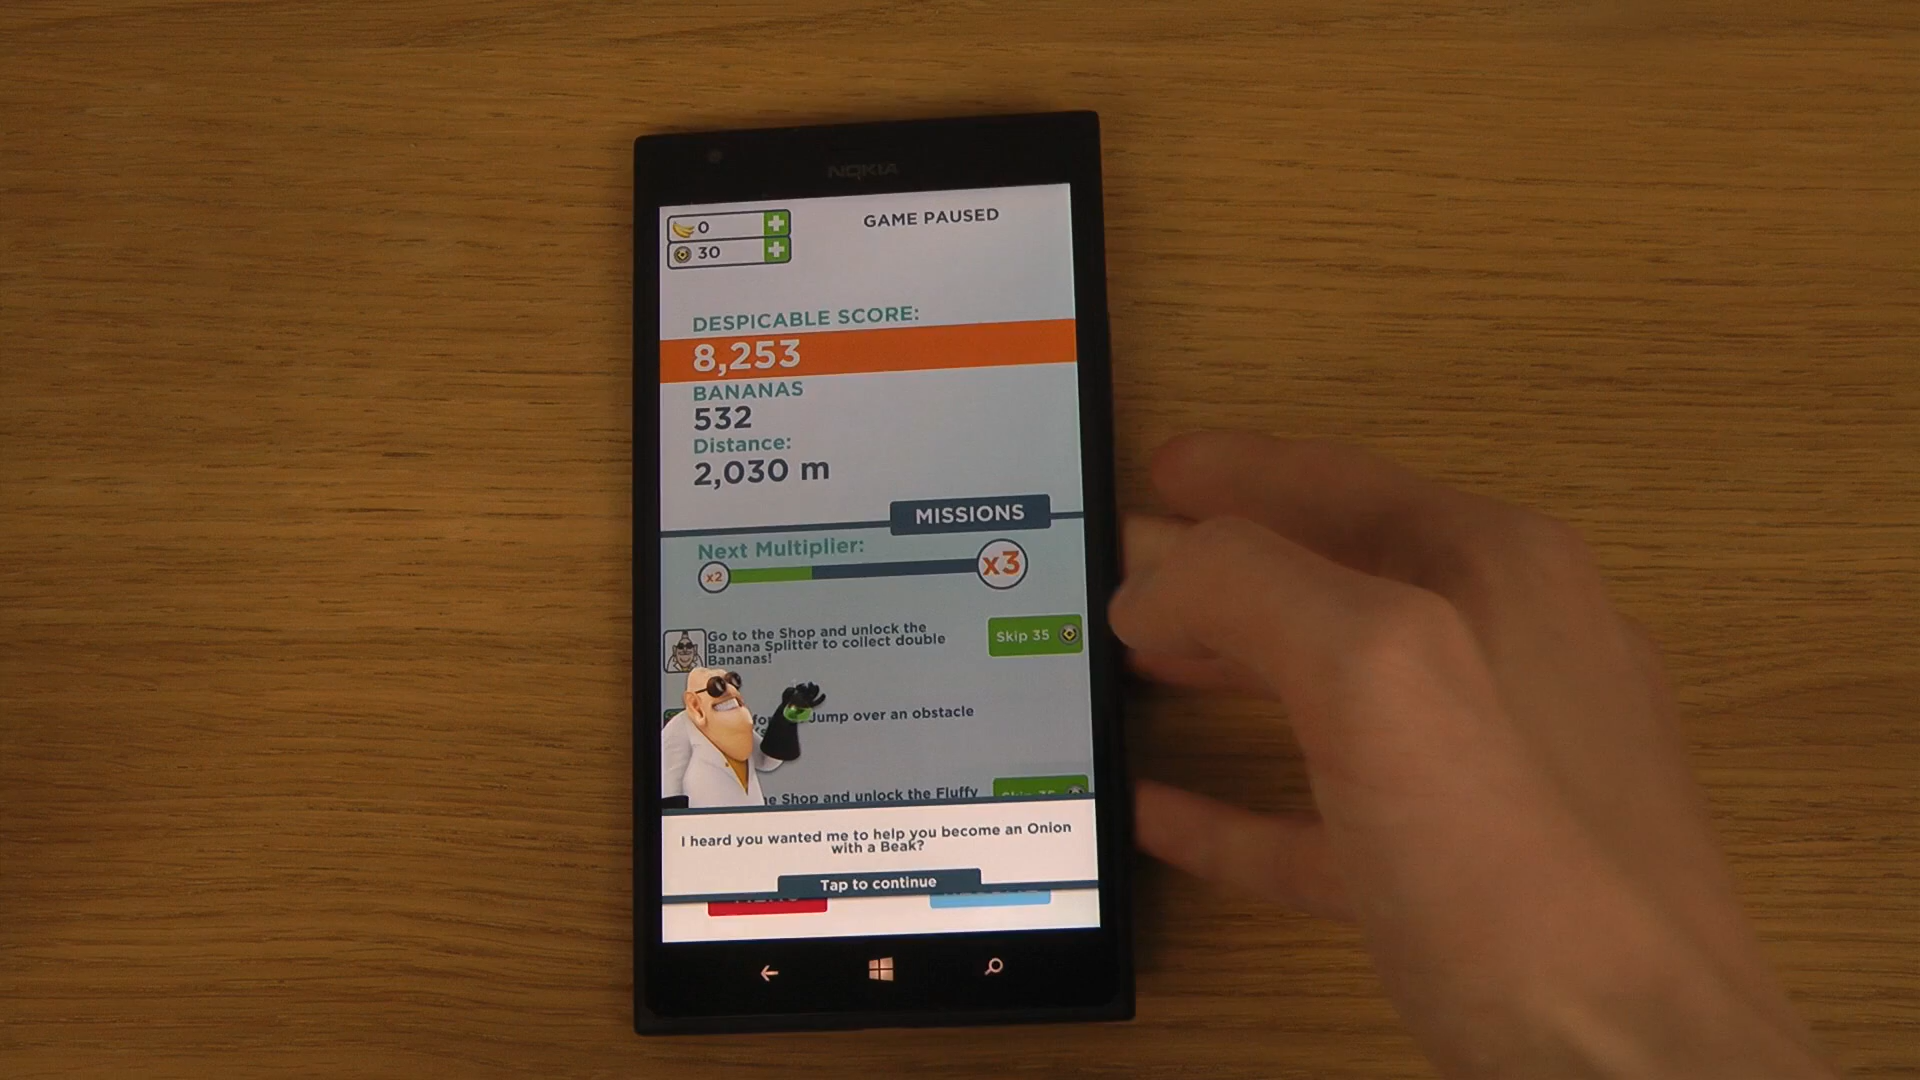 NOKIA
0
30
GAME PAUSED
DESPICABLE SCORE:
8,253
BANANAS
532
Distance:
2,030 m
MISSIONS
Next Multiplier:
x2
x3
Go to the Shop and unlock the
Banana Splitter to collect double
Bananas!
Skip 35
Jump over an obstacle
Shop and unlock the Fluffy
Skip 35
I heard you wanted me to help you become an Onion
with a Beak?
Tap to continue